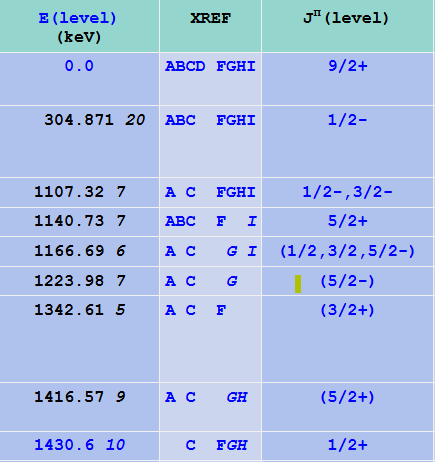 E(level) XREF Jπ(level)
(keV)
0.0 ABCD FGHI 9/2+
304.871 20 ABC FGHI 1/2-
1107.32 7 A C FGHI 1/2-,3/2-
1140.73 7 ABC F I 5/2+
1166.69 6 A C G I (1/2,3/2,5/2-)
1223.98 7 A C G (5/2-)
1342.61 5 A C F (3/2+)
1416.57 9 A C GH (5/2+)
1430.6 10 C FGH 1/2+